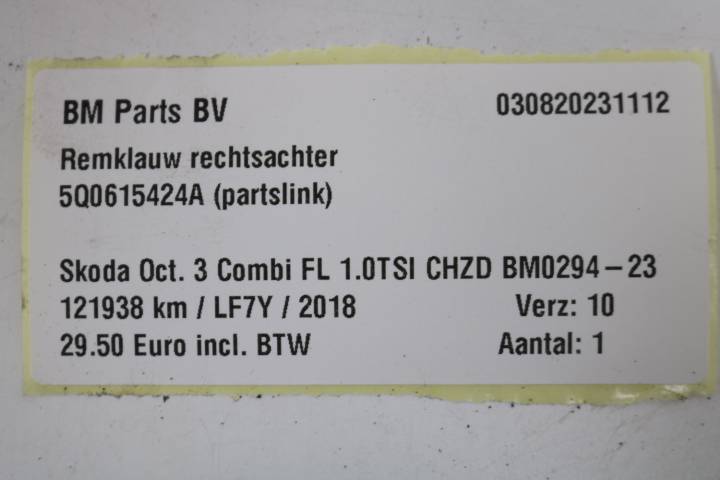 BM Parts BV 030820231112
Remklauw rechtsachter
5Q0615424A (partslink)
Skoda Oct. 3 Combi FL 1.0TSI CHZD BM0294-23
121938 km / LF7Y / 2018 Verz: 10
29.50 Euro incl. BTW Aantal: 1